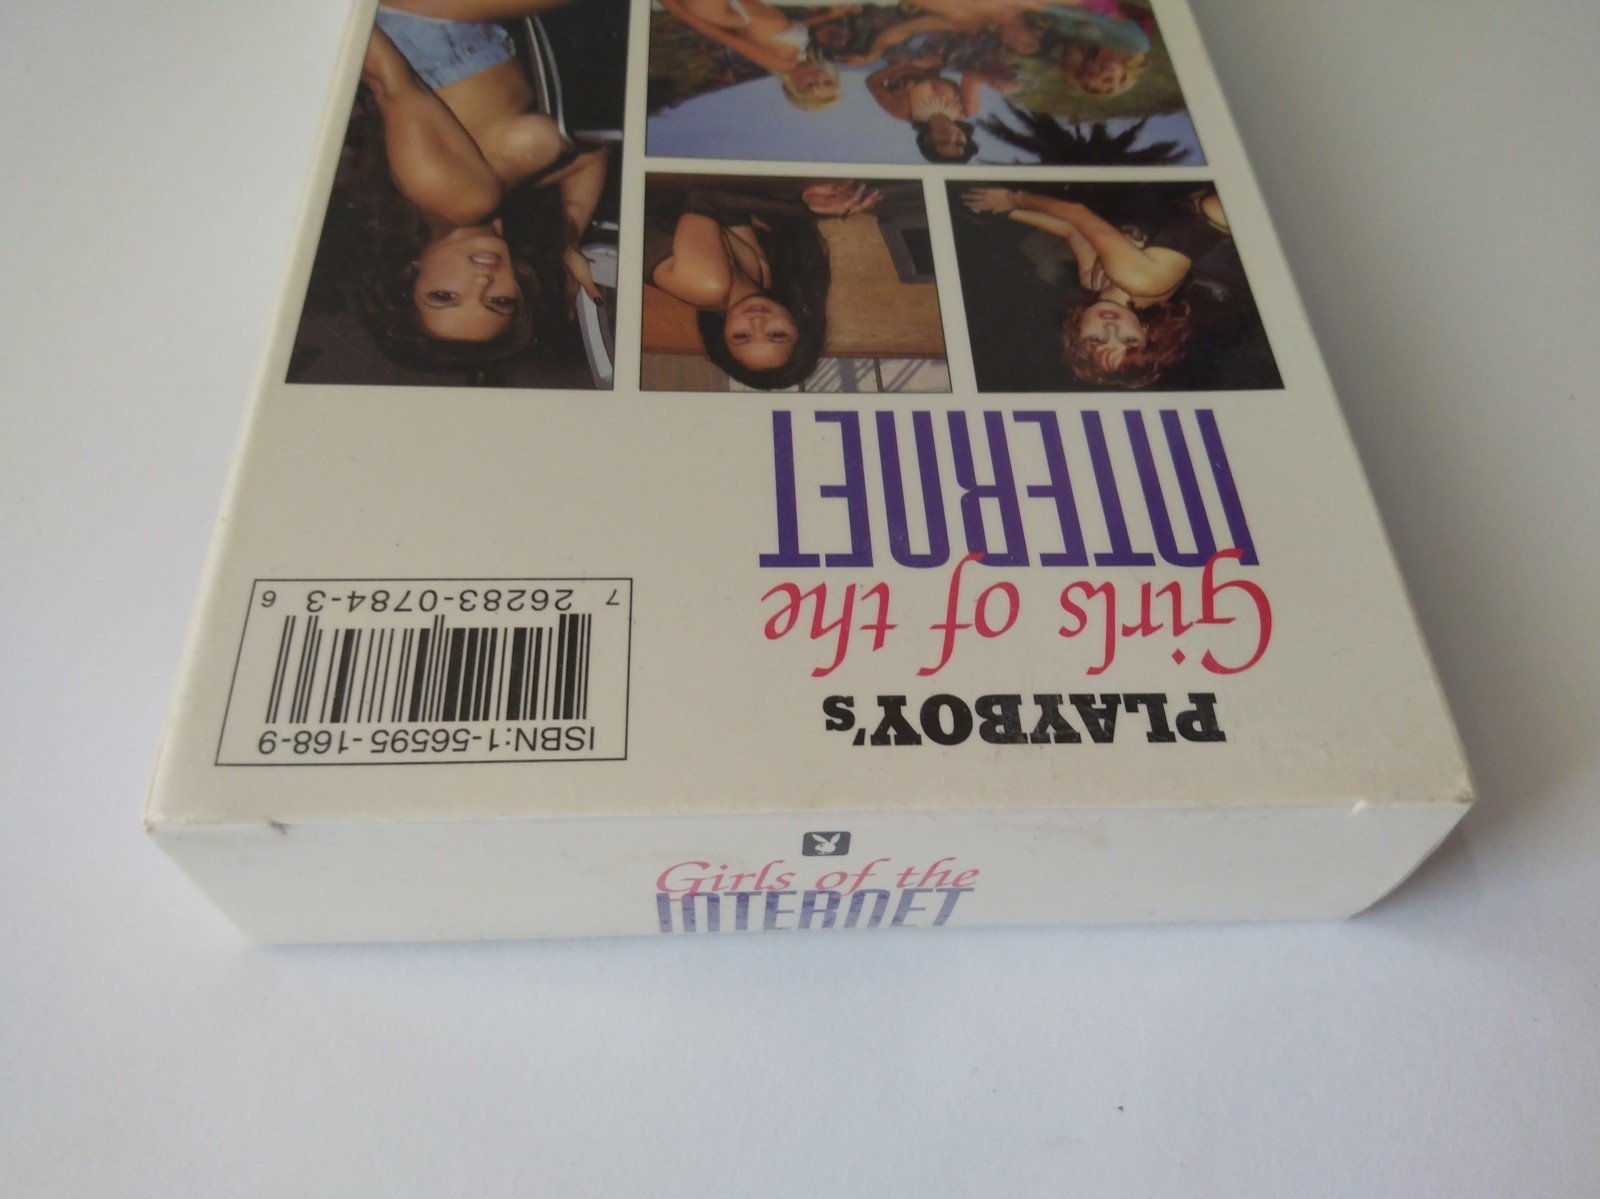 PLAYBOY's
Girls of the
INTERNET
ISBN:1-56595-168-9
7 26283-0784-3 6
Girls of the
INTERNET